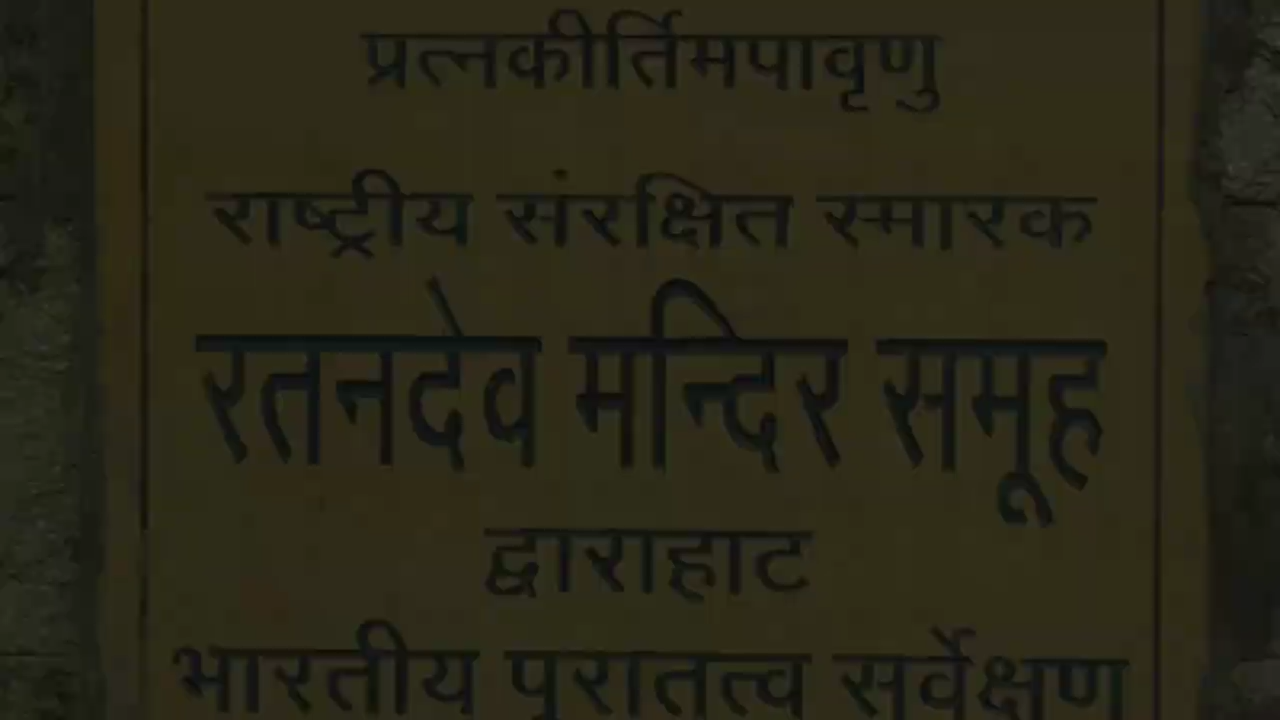 प्रत्नकीर्तिमपावृणु
राष्ट्रीय संरक्षित स्मारक
रतनदेव मन्दिर समूह
द्वाराहाट
भारतीय पुरातत्व सर्वेक्षण